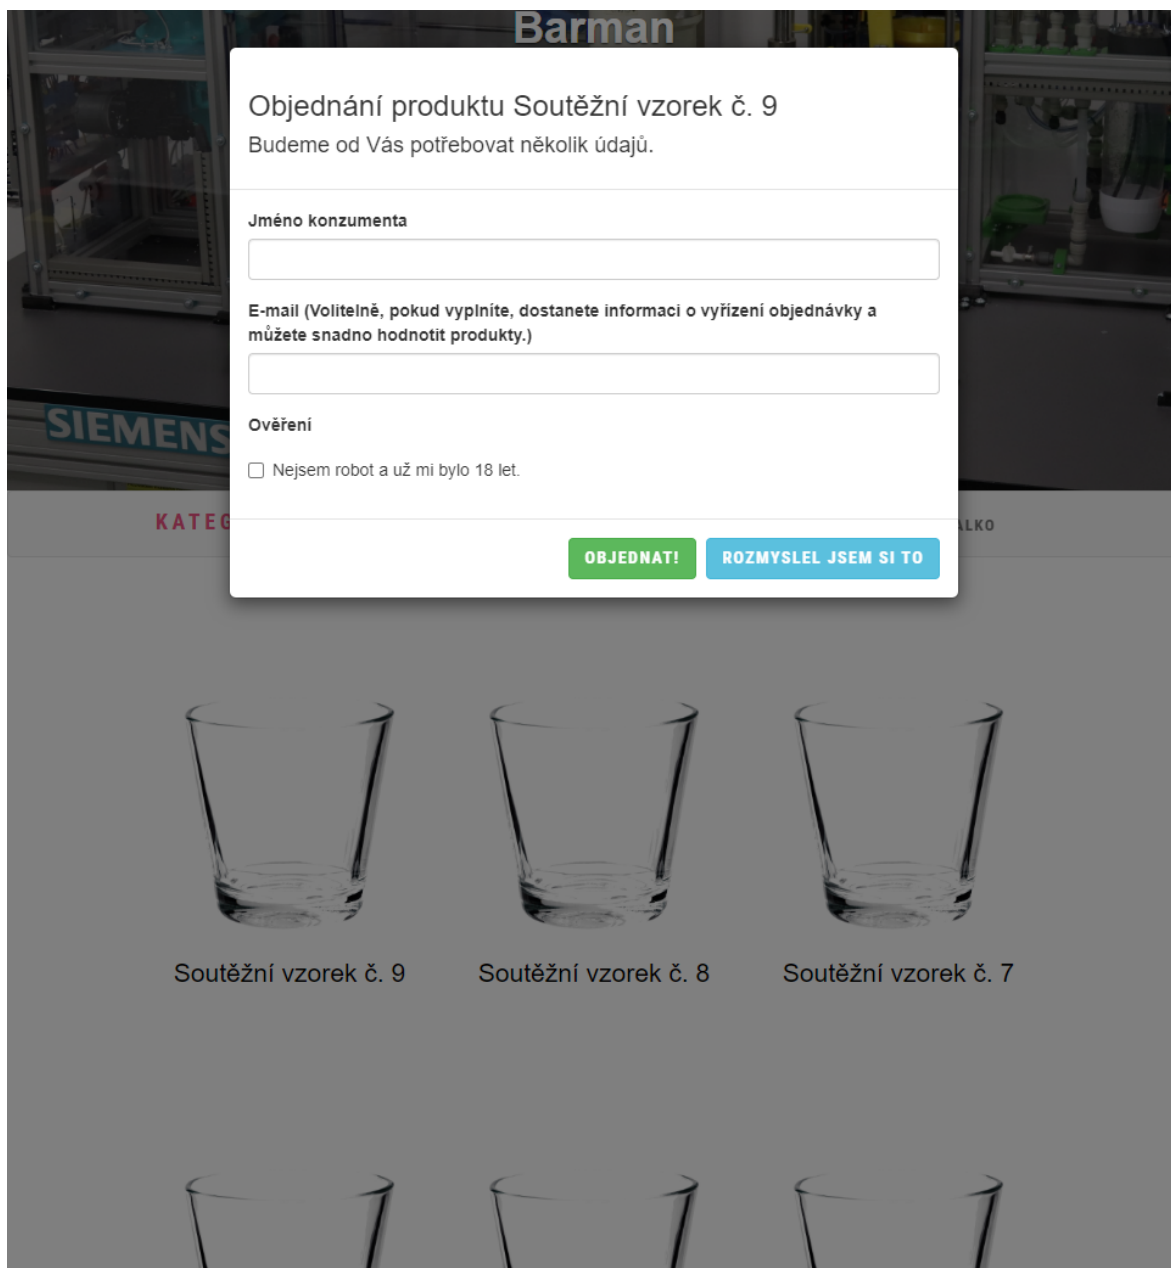 Barman
Objednání produktu Soutěžní vzorek č. 9
Budeme od Vás potřebovat několik údajů.
Jméno konzumenta
E-mail (Volitelně, pokud vyplníte, dostanete informaci o vyřízení objednávky a
můžete snadno hodnotit produkty.)
Ověření
Nejsem robot a už mi bylo 18 let.
SIEMENS
OBJEDNAT! ROZMYSLEL JSEM SI TO
Soutěžní vzorek č. 9 Soutěžní vzorek č. 8 Soutěžní vzorek č. 7